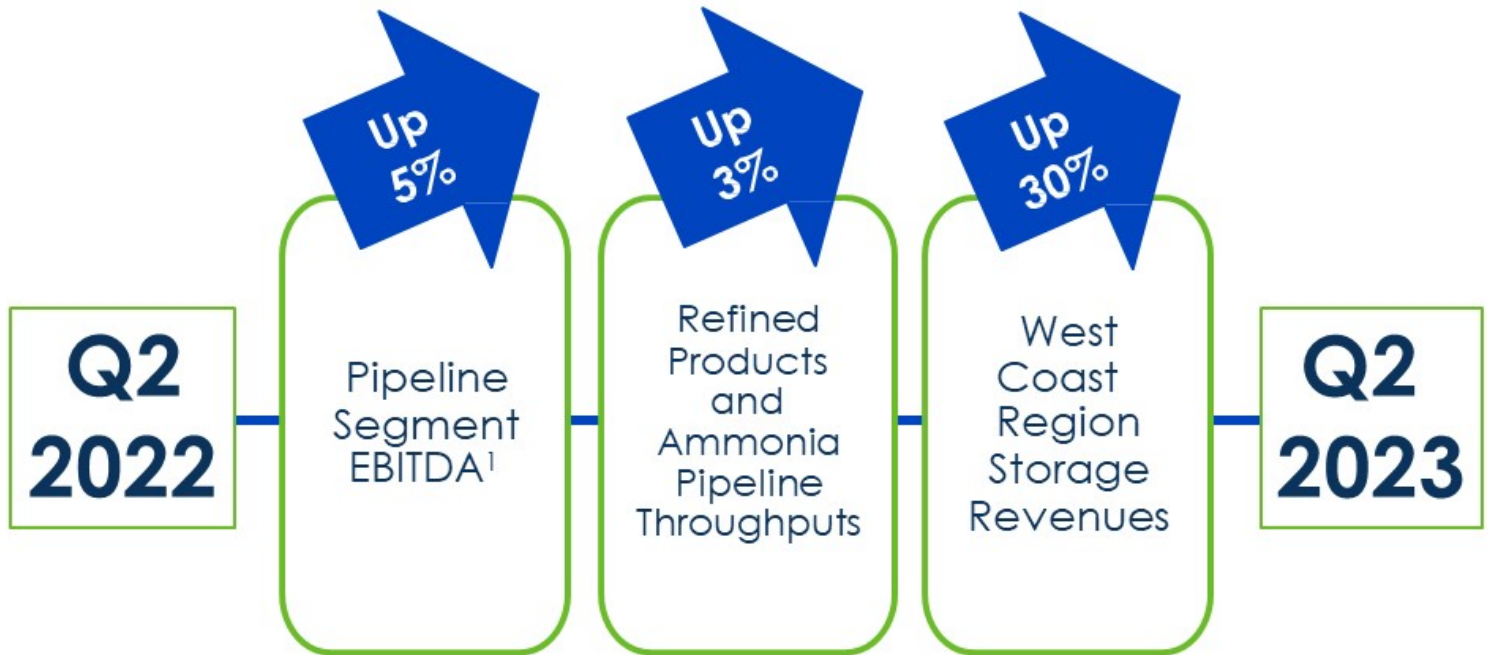 Up
5%
Up
3%
Up
30%
Q2
2022
Pipeline
Segment
EBITDA¹
Refined
Products
and
Ammonia
Pipeline
Throughputs
West
Coast
Region
Storage
Revenues
Q2
2023